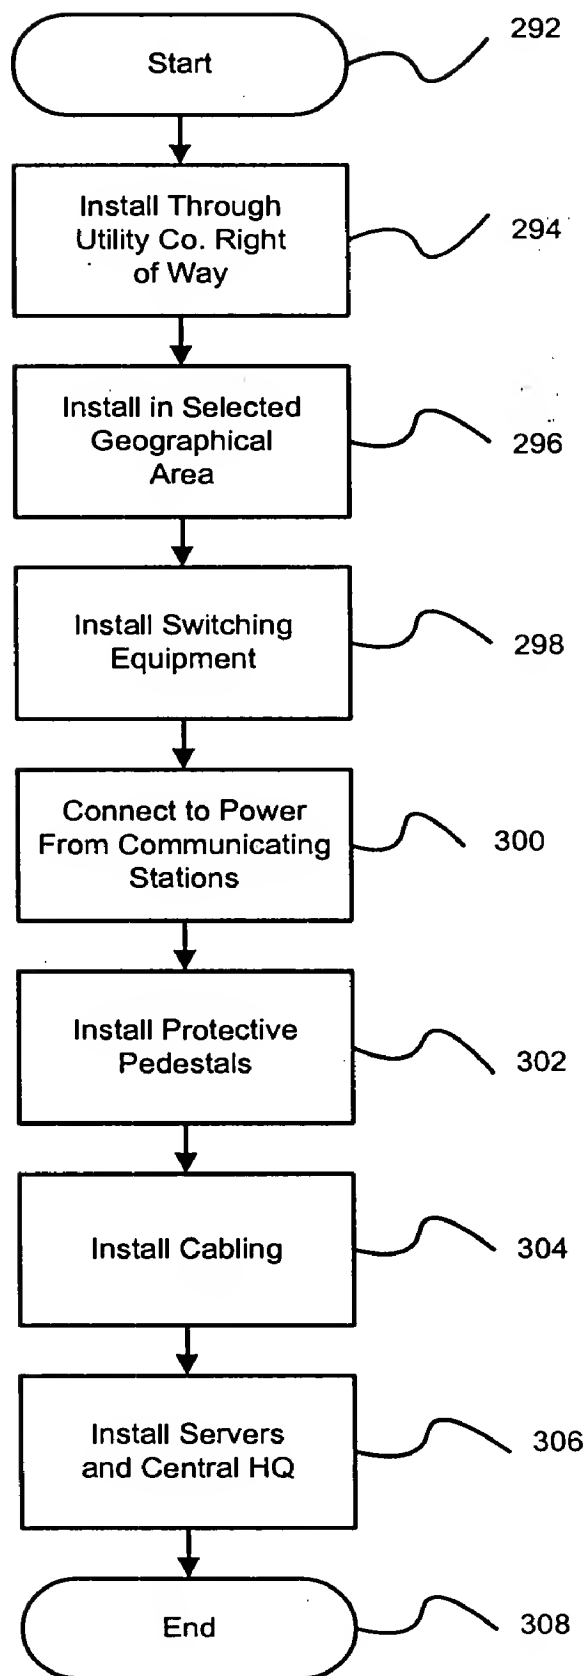 Start
292
Install Through
Utility Co. Right
of Way
294
Install in Selected
Geographical
Area
296
Install Switching
Equipment
298
Connect to Power
From Communicating
Stations
300
Install Protective
Pedestals
302
Install Cabling
304
Install Servers
and Central HQ
306
End
308